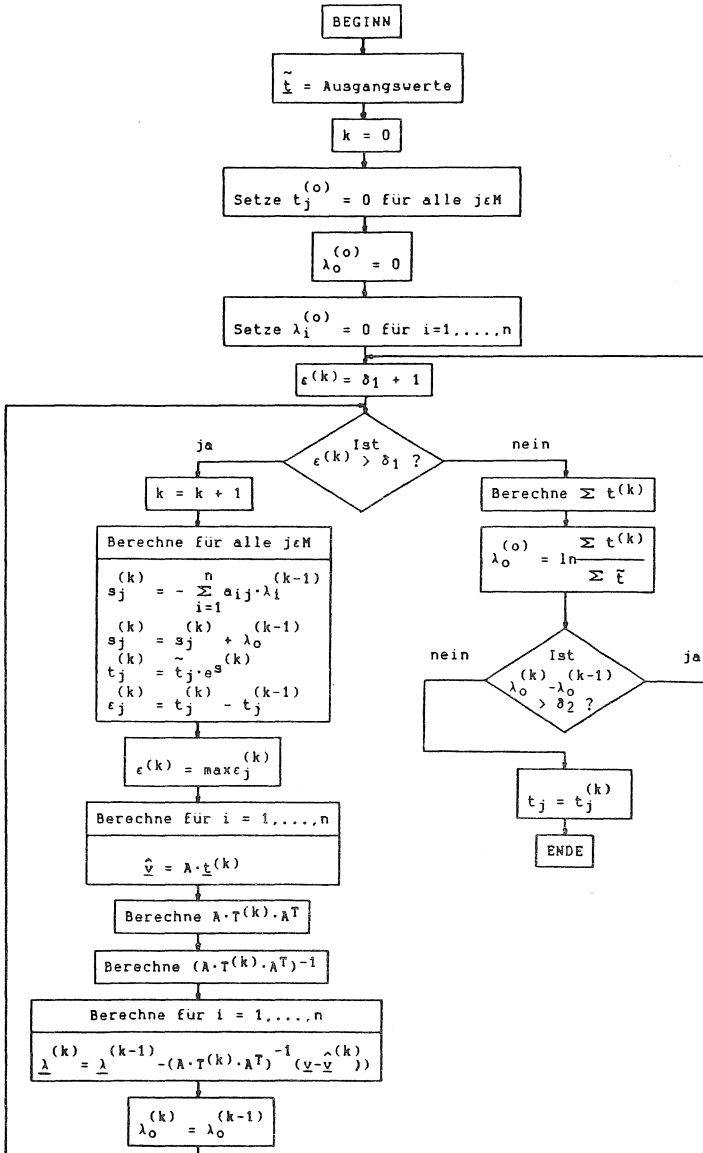 BEGINN
t̲̃ = Ausgangswerte
k = 0
Setze t_j^(o) = 0 für alle jεM
λ_o^(o) = 0
Setze λ_i^(o) = 0 für i=1,....,n
ε^(k) = δ_1 + 1
Ist
ε^(k) > δ_1 ?
ja
nein
k = k + 1
Berechne für alle jεM
s_j^(k) = - Σ_{i=1}^{n} a_ij·λ_i^(k-1)
s_j^(k) = s_j^(k) + λ_o^(k-1)
t_j^(k) = t̃_j·e^s^(k)
ε_j^(k) = t_j^(k) - t_j^(k-1)
ε^(k) = maxε_j^(k)
Berechne für i = 1,....,n
v̲̂ = A·t̲^(k)
Berechne A·T^(k)·A^T
Berechne (A·T^(k)·A^T)^-1
Berechne für i = 1,....,n
λ̲^(k) = λ̲^(k-1) -(A·T^(k)·A^T)^-1 (v̲-v̲̂^(k)))
λ_o^(k) = λ_o^(k-1)
Berechne Σ t^(k)
λ_o^(o) = ln Σ t^(k) / Σ t̃
nein
Ist
λ_o^(k) -λ_o^(k-1)
> δ_2 ?
ja
t_j = t_j^(k)
ENDE